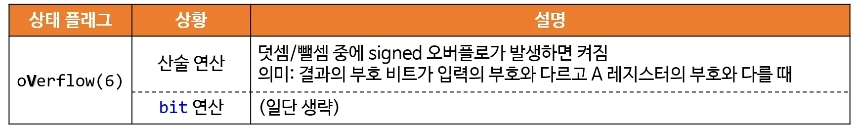 상태 플래그 상황 설명
oVerflow(6)
산술 연산
덧셈/뺄셈 중에 signed 오버플로가 발생하면 켜짐
의미: 결과의 부호 비트가 입력의 부호와 다르고 A 레지스터의 부호와 다를 때
bit 연산 (일단 생략)